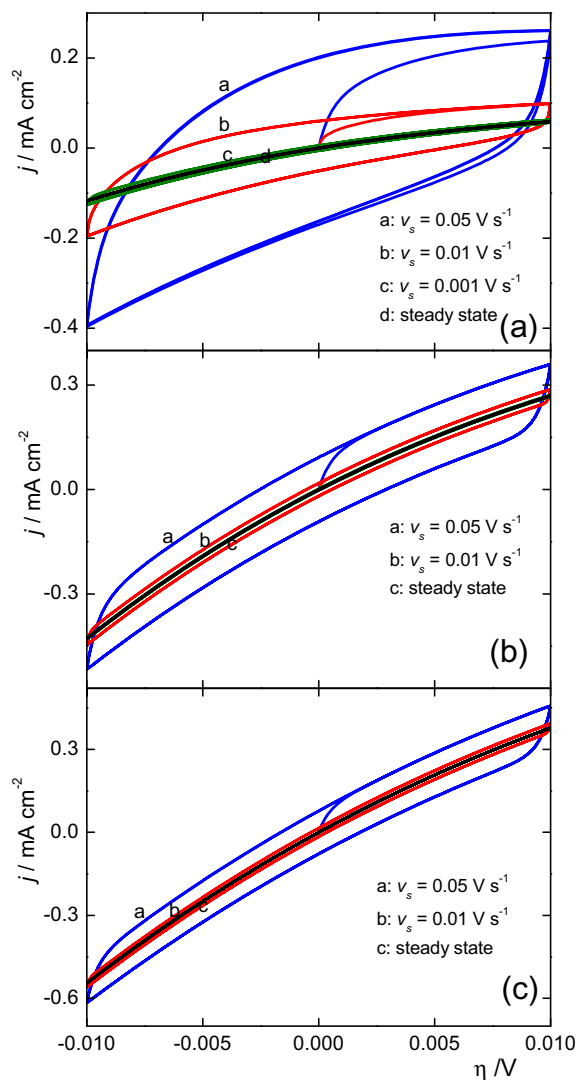 0.2
a
b
j / mA cm⁻²
0.0
c
d
a: vₛ = 0.05 V s⁻¹
-0.2
b: vₛ = 0.01 V s⁻¹
c: vₛ = 0.001 V s⁻¹
d: steady state
(a)
-0.4
0.3
j / mA cm⁻²
0.0
a
b
c
a: vₛ = 0.05 V s⁻¹
b: vₛ = 0.01 V s⁻¹
-0.3
c: steady state
(b)
0.3
j / mA cm⁻²
0.0
a: vₛ = 0.05 V s⁻¹
a
b
c
b: vₛ = 0.01 V s⁻¹
-0.3
c: steady state
-0.6
(c)
-0.010 -0.005 0.000 0.005 0.010
η /V